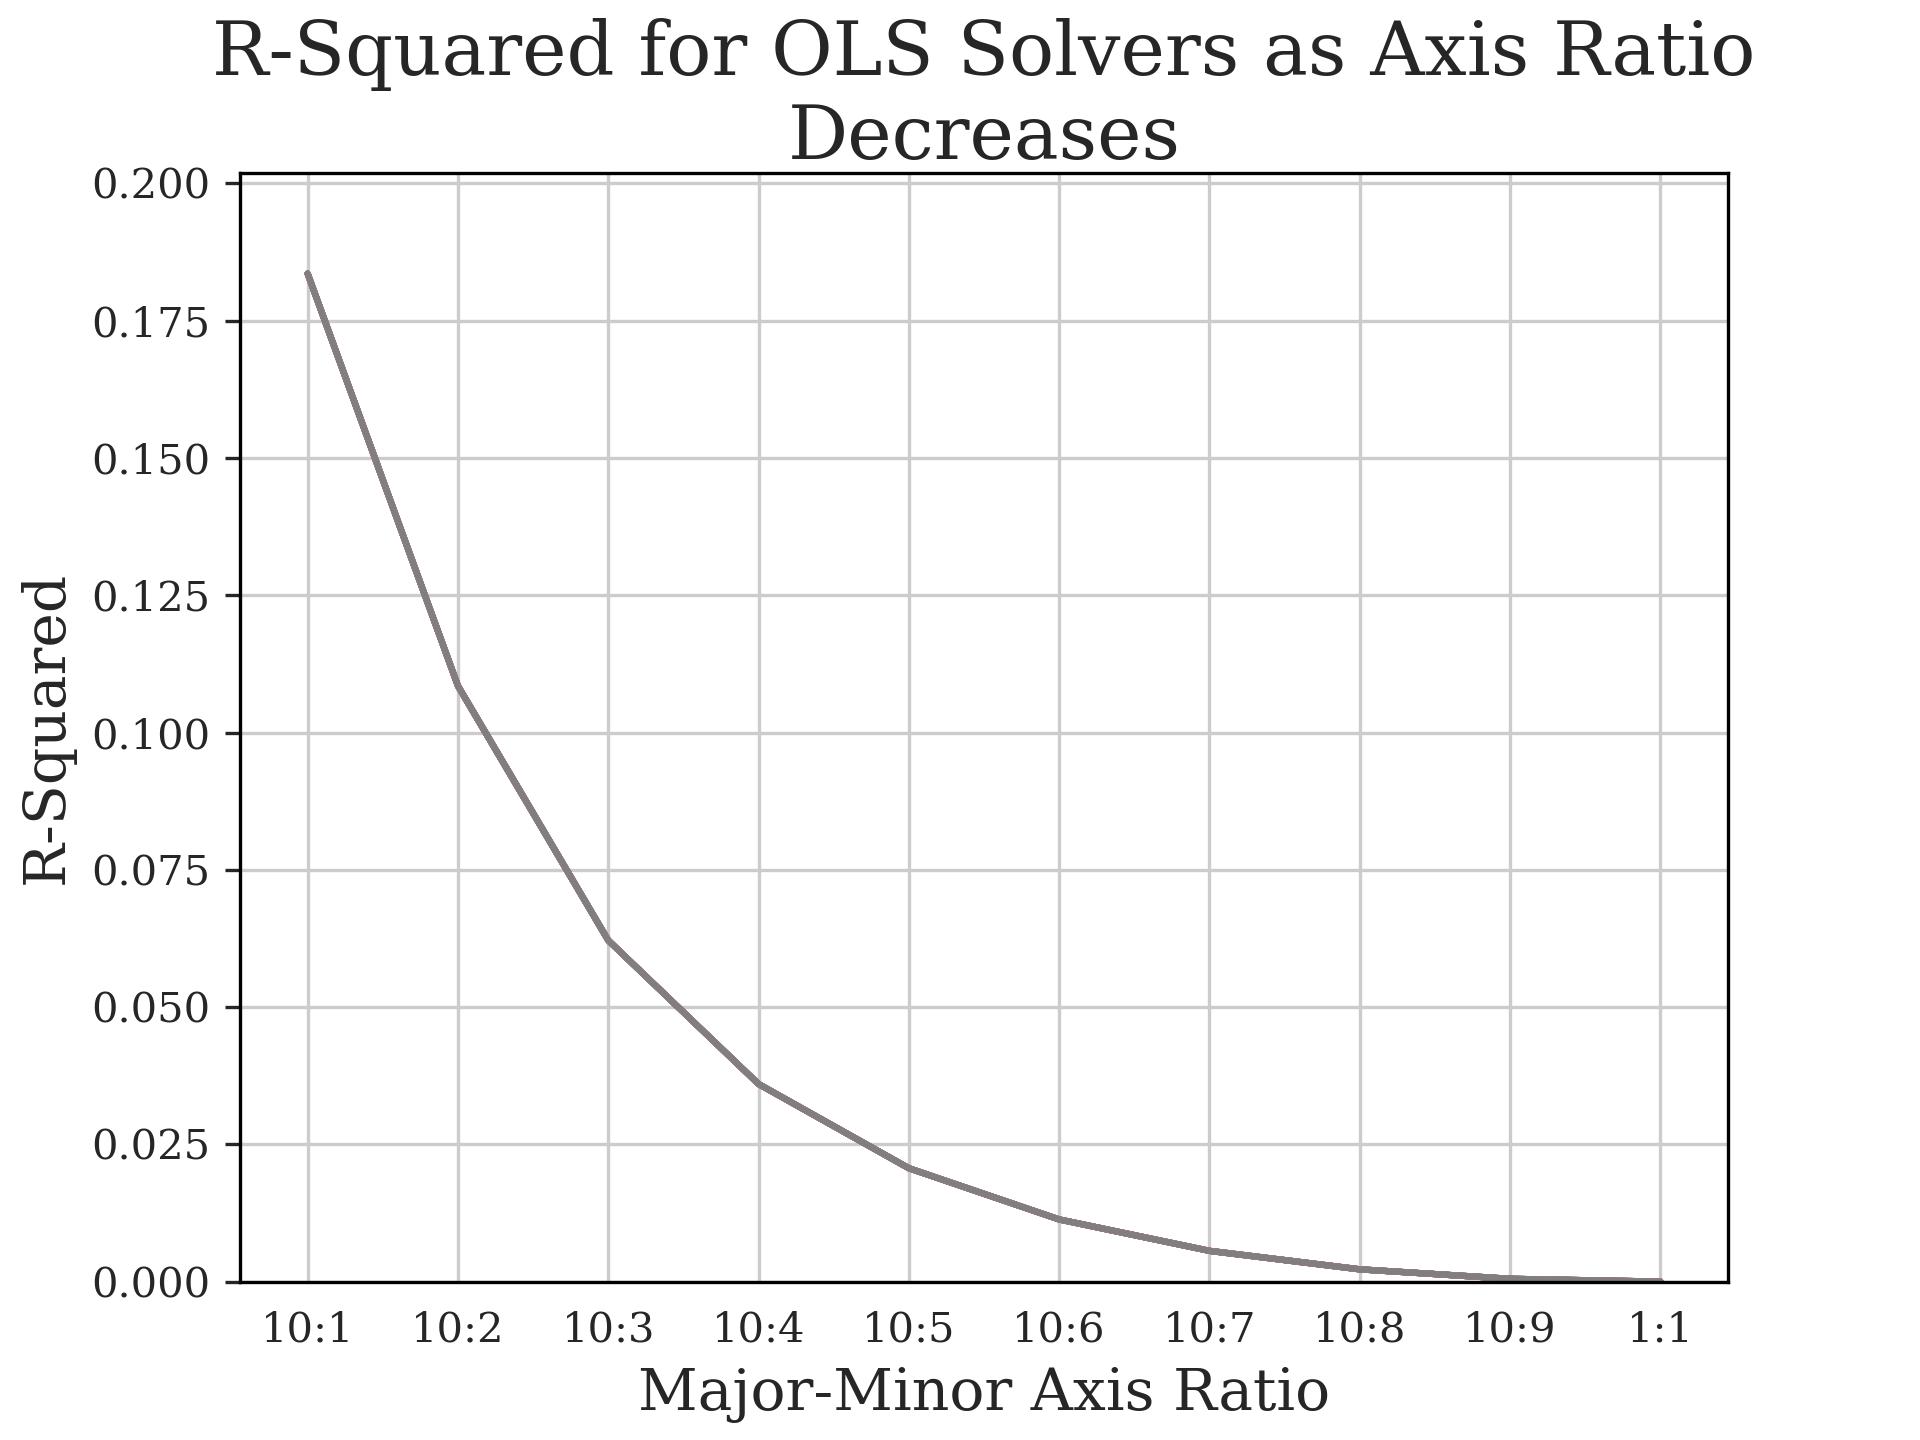 R-Squared for OLS Solvers as Axis Ratio
Decreases
0.200
0.175
0.150
0.125
0.100
0.075
0.050
0.025
0.000
R-Squared
10:1 10:2 10:3 10:4 10:5 10:6 10:7 10:8 10:9 1:1
Major-Minor Axis Ratio